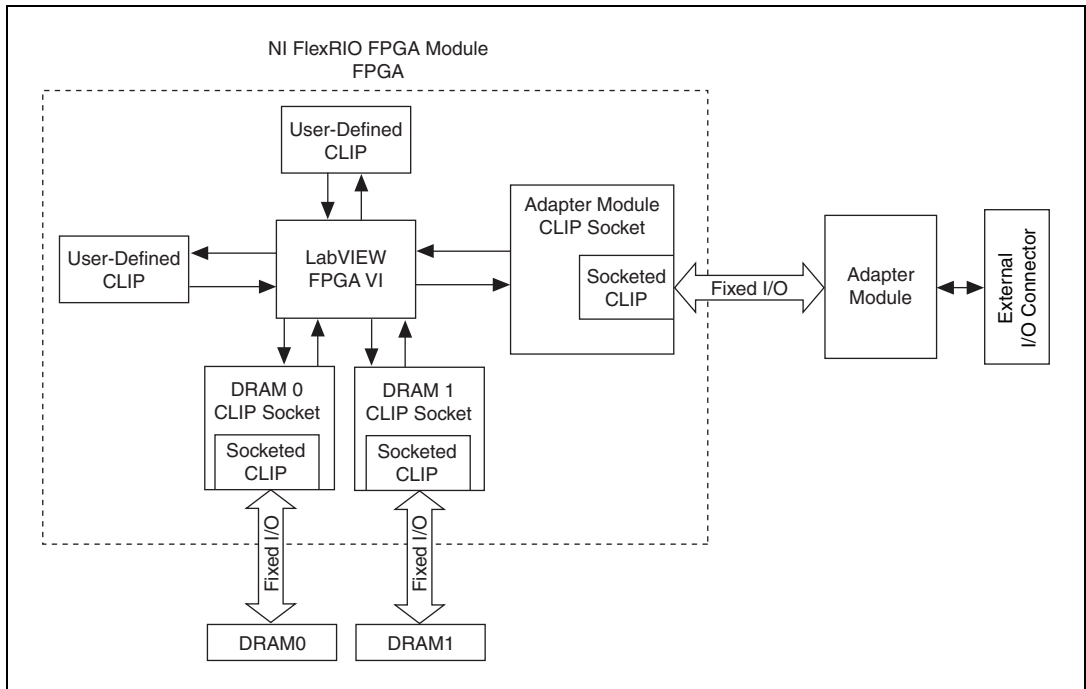 NI FlexRIO FPGA Module
FPGA
User-Defined
CLIP
User-Defined
CLIP
LabVIEW
FPGA VI
Adapter Module
CLIP Socket
Socketed
CLIP
Fixed I/O
Adapter
Module
External
I/O Connector
DRAM 0
CLIP Socket
Socketed
CLIP
DRAM 1
CLIP Socket
Socketed
CLIP
Fixed I/O
Fixed I/O
DRAM0
DRAM1